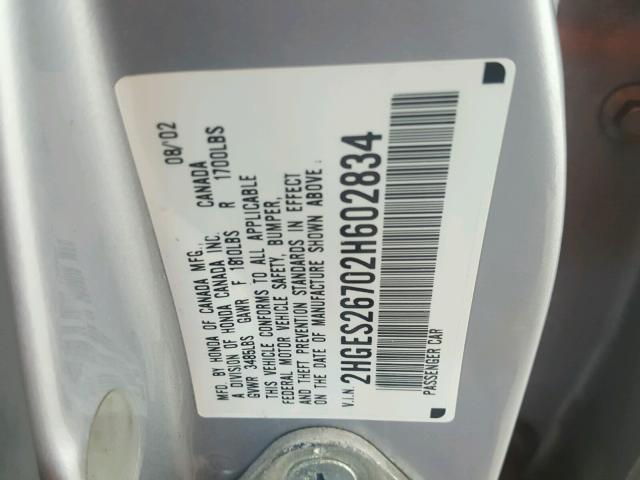 MFD. BY HONDA OF CANADA MFG., CANADA 08/'02
A DIVISION OF HONDA CANADA INC.
GVWR 3485LBS GAWR F 1810LBS R 1700LBS
THIS VEHICLE CONFORMS TO ALL APPLICABLE
FEDERAL MOTOR VEHICLE SAFETY, BUMPER,
AND THEFT PREVENTION STANDARDS IN EFFECT
ON THE DATE OF MANUFACTURE SHOWN ABOVE.
V.I.N. 2HGES26702H602834
PASSENGER CAR